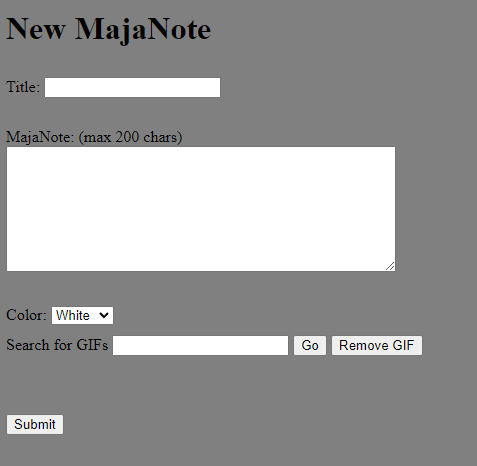 New MajaNote
Title:
MajaNote: (max 200 chars)
Color: White
Search for GIFs Go Remove GIF
Submit